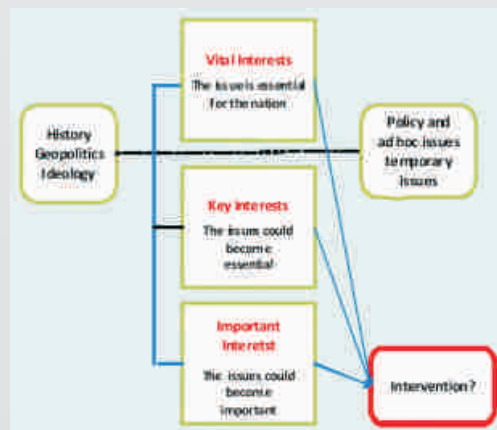 Vital Interests
The issue is essential
for the nation
History
Geopolitics
Ideology
Policy and
ad hoc issues
temporary
issues
Key Interests
The issues could
become
essential
Important
Interetst
The issues could
become
important
Intervention?